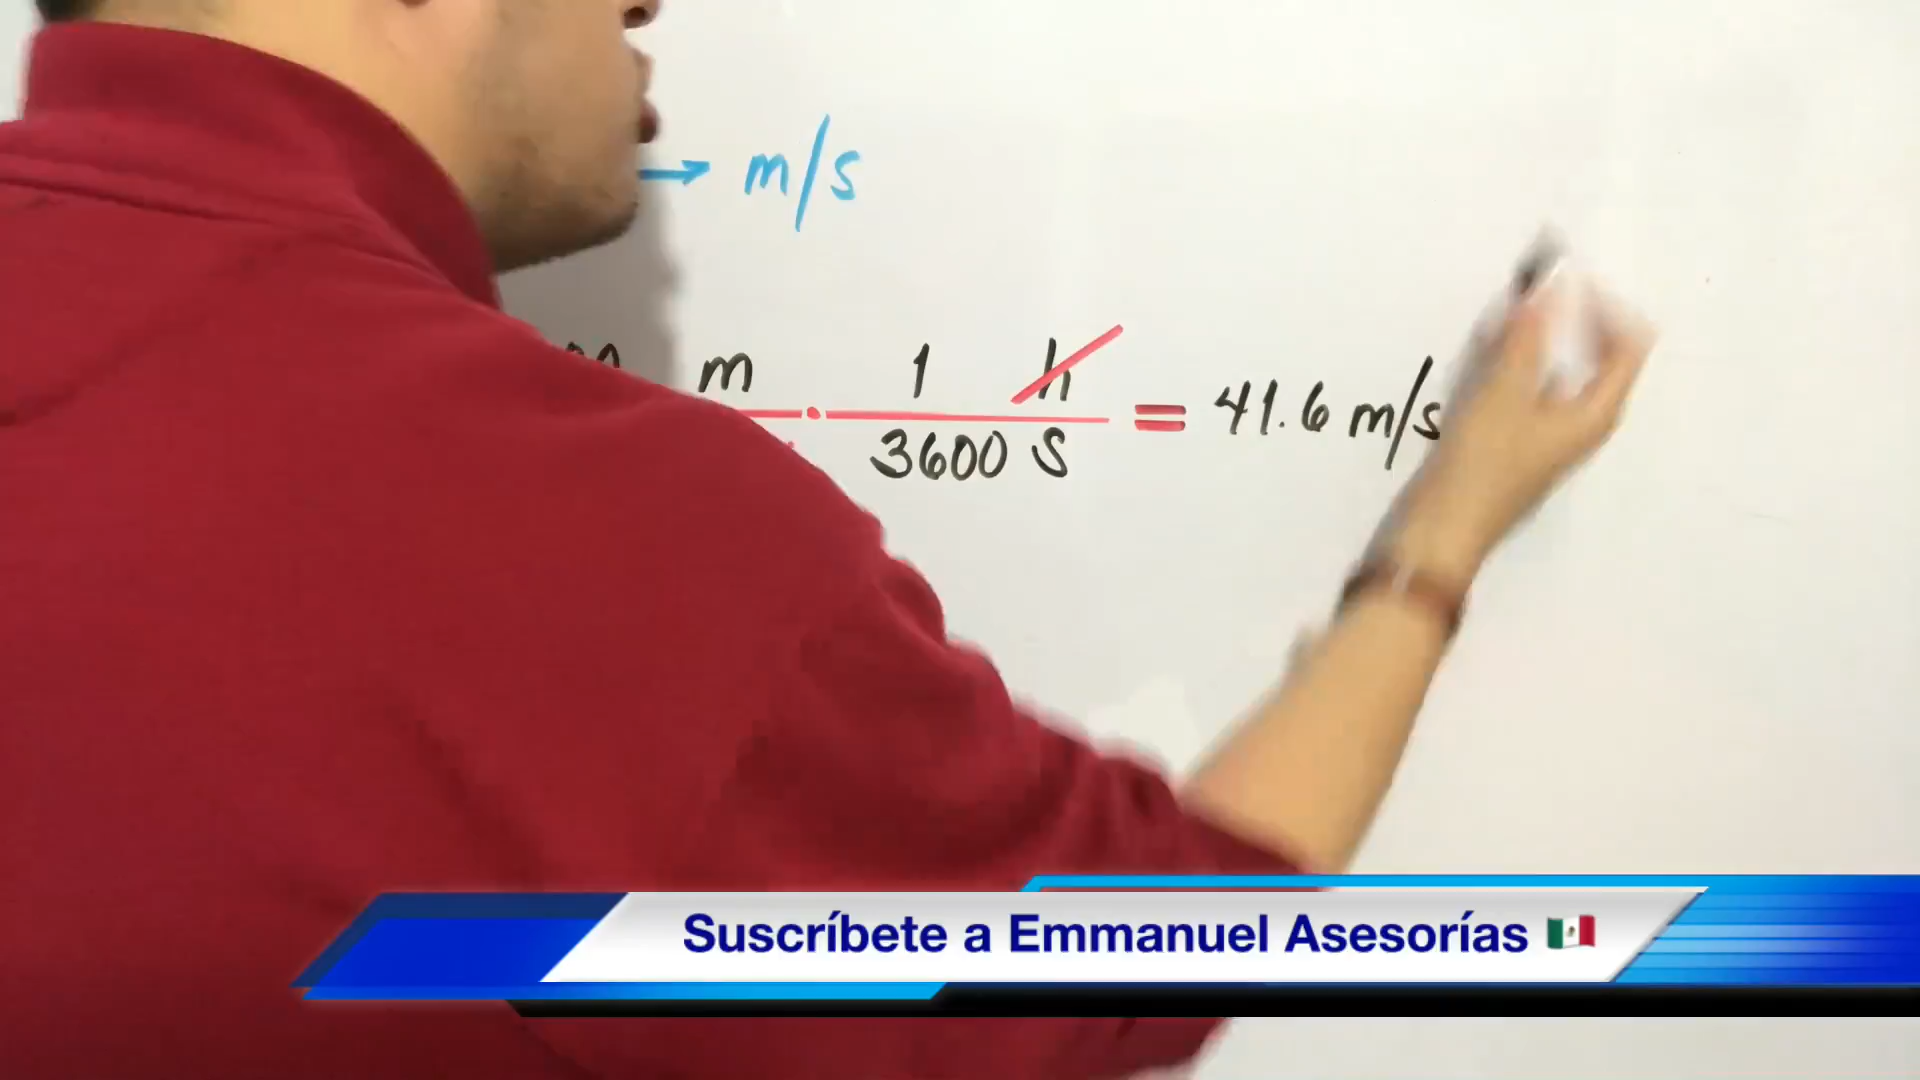 m/s
m 1 h
= 41.6 m/s
3600 S
Suscríbete a Emmanuel Asesorías